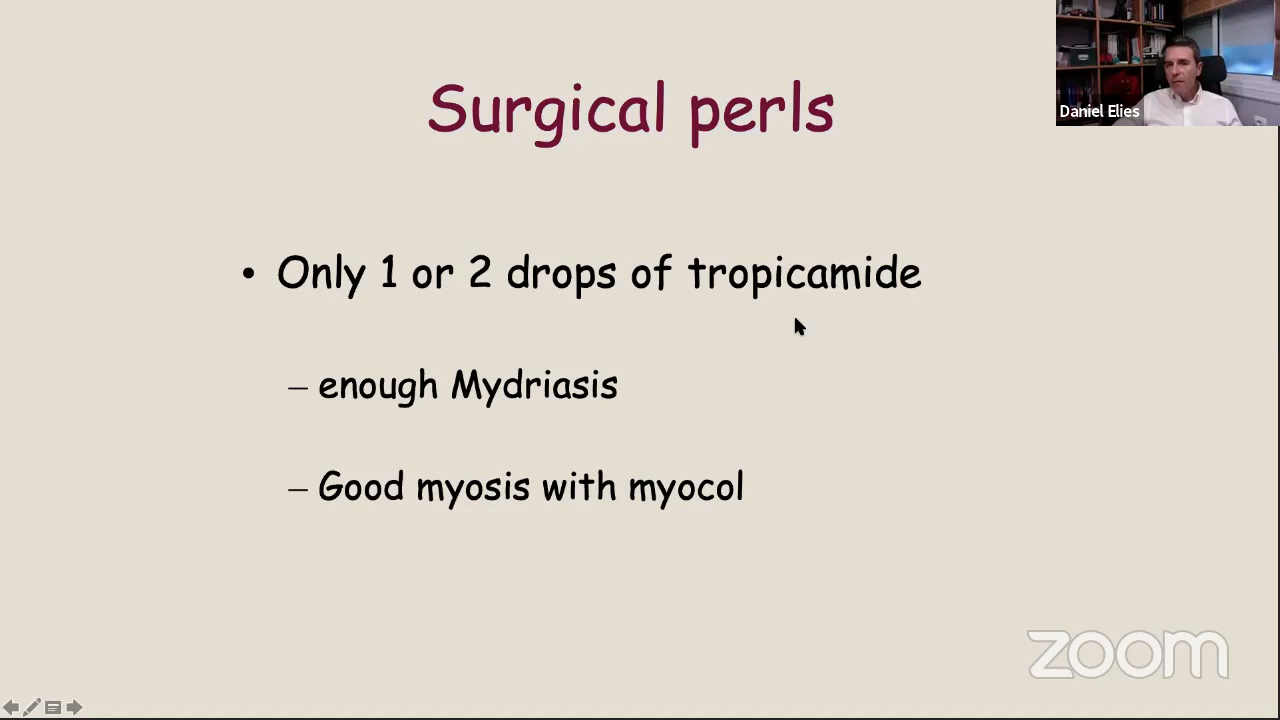 Surgical perls
Daniel Elies
• Only 1 or 2 drops of tropicamide
– enough Mydriasis
– Good myosis with myocol
zoom